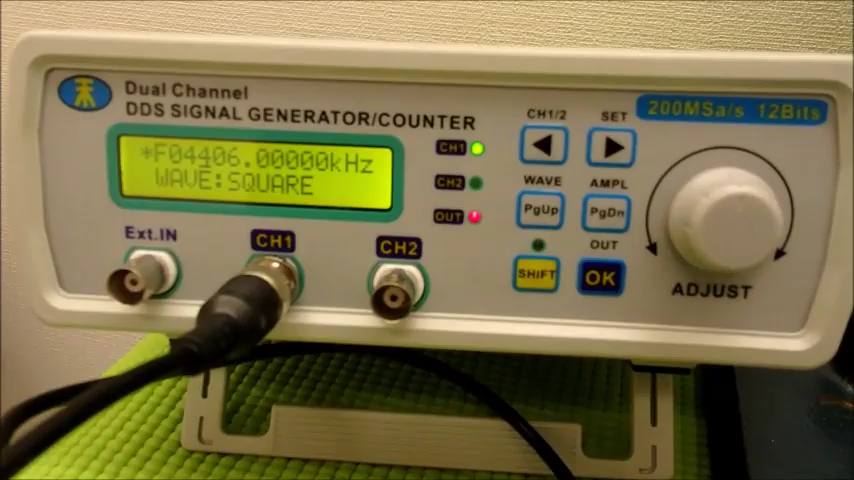 Dual Channel
DDS SIGNAL GENERATOR/COUNTER
*F04406.00000kHz
WAVE:SQUARE
CH1
CH2
OUT
CH1/2
SET
200MSa/s 12Bits
WAVE
AMPL
PgUp
PgDn
OUT
SHIFT
OK
ADJUST
Ext.IN
CH1
CH2